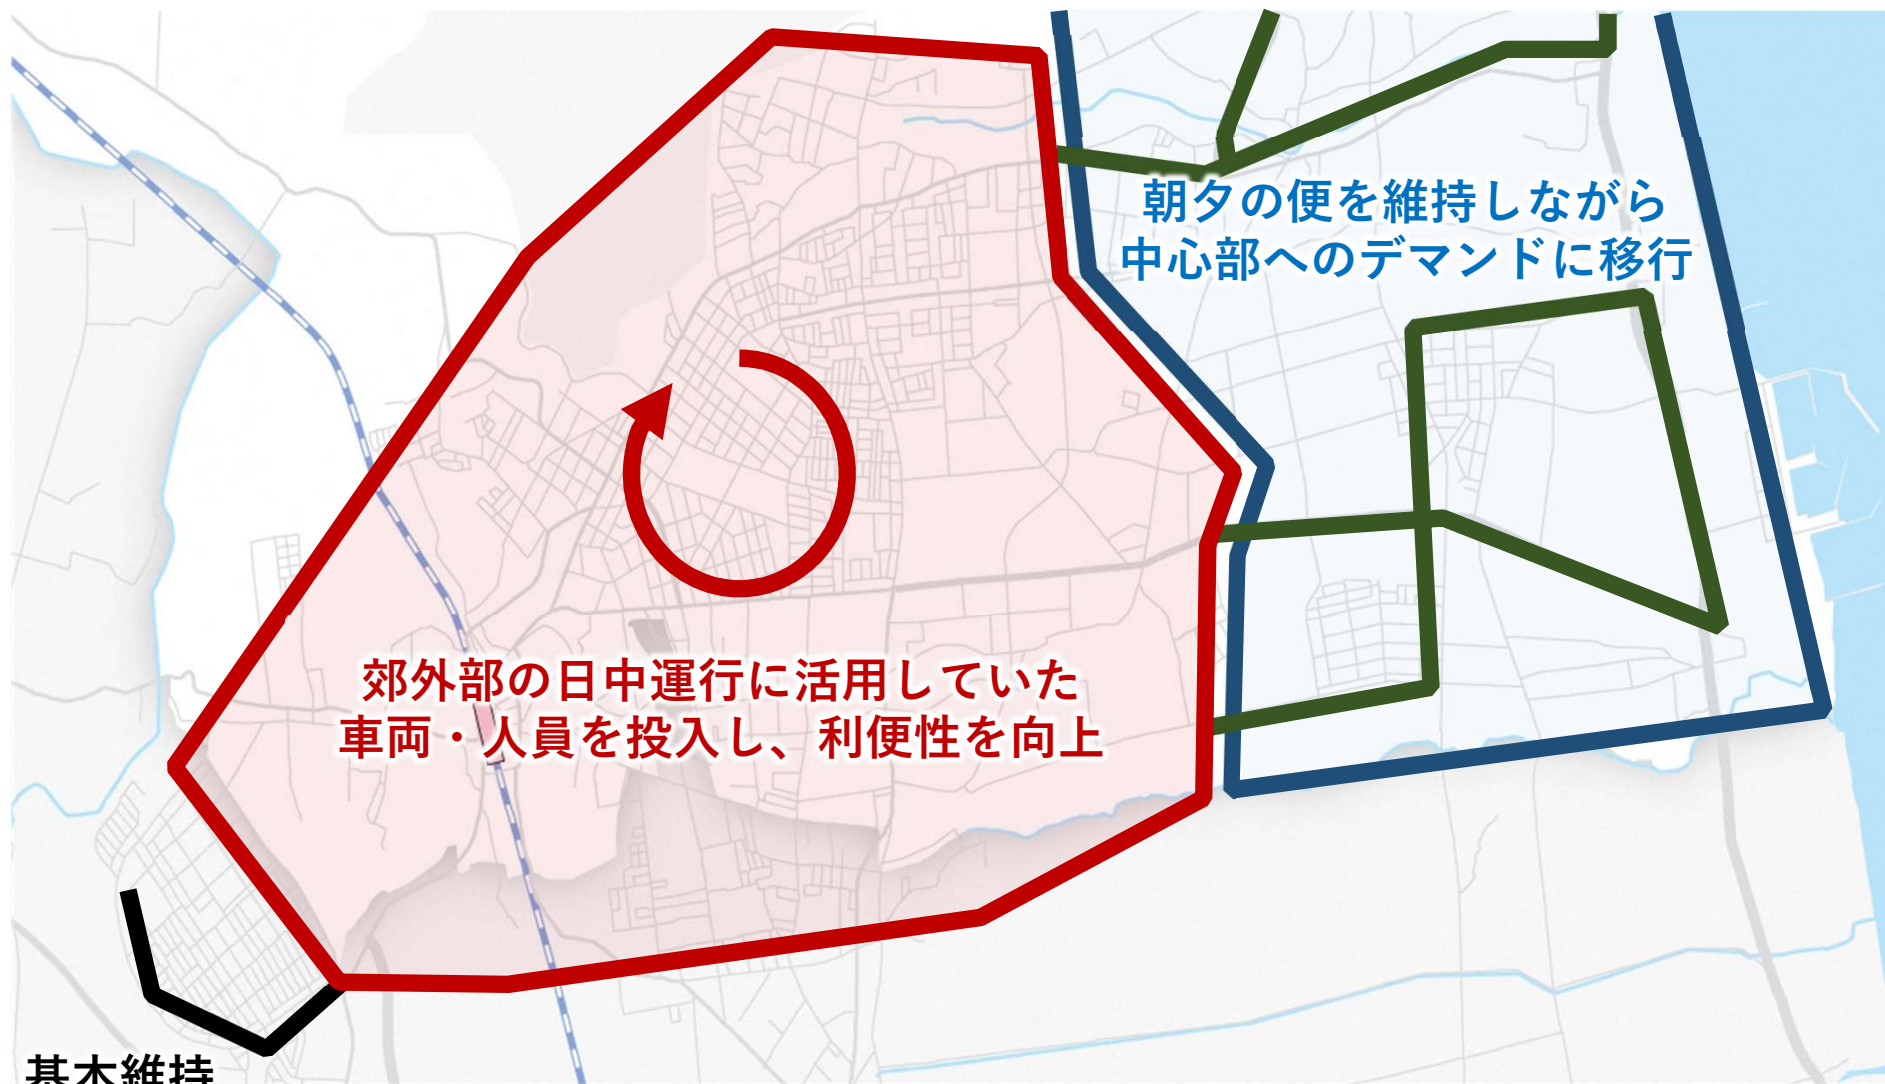 朝夕の便を維持しながら
中心部へのデマンドに移行
郊外部の日中運行に活用していた
車両・人員を投入し、利便性を向上
基本維持